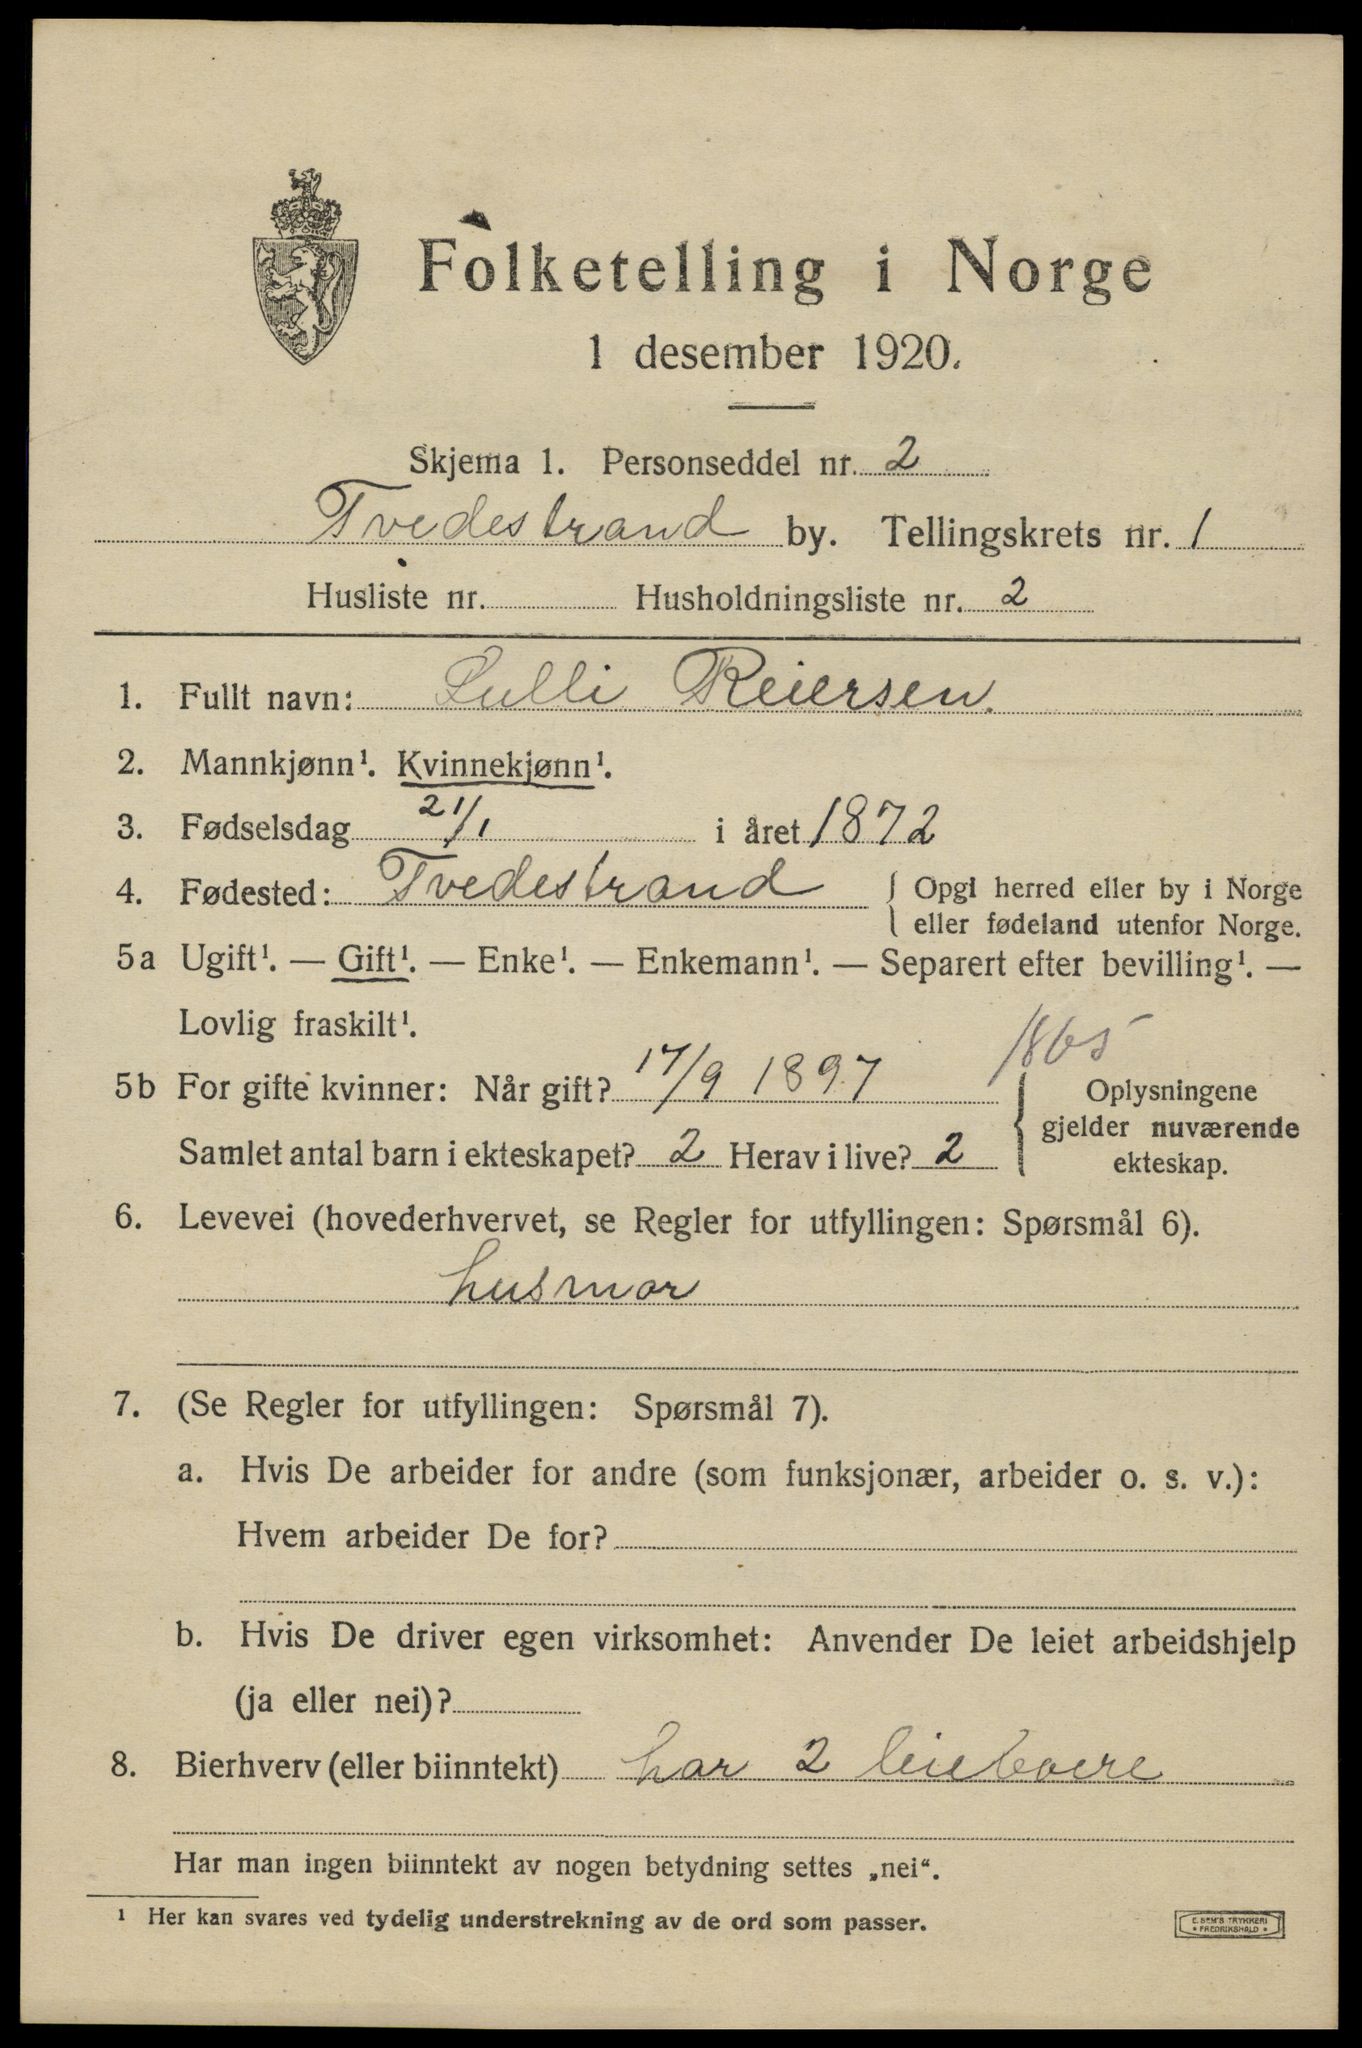 Folketelling i Norge
1 desember 1920.
Skjema 1. Personseddel nr. 2
Tvedestrand by. Tellingskrets nr. 1
Husliste nr. Husholdningsliste nr. 2
1. Fullt navn: Lulli Reiersen.
2. Mannkjønn¹. Kvinnekjønn¹.
3. Fødselsdag 21/1 i året 1872
4. Fødested: Tvedestrand { Opgi herred eller by i Norge
eller fødeland utenfor Norge.
5a Ugift¹. — Gift¹. — Enke¹. — Enkemann¹. — Separert efter bevilling¹. —
Lovlig fraskilt¹.
1865
5b For gifte kvinner: Når gift? 17/9 1897
Samlet antal barn i ekteskapet? 2 Herav i live? 2
{ Oplysningene
gjelder nuværende
ekteskap.
6. Levevei (hovederhvervet, se Regler for utfyllingen: Spørsmål 6).
husmor
7. (Se Regler for utfyllingen: Spørsmål 7).
a. Hvis De arbeider for andre (som funksjonær, arbeider o. s. v.):
Hvem arbeider De for?
b. Hvis De driver egen virksomhet: Anvender De leiet arbeidshjelp
(ja eller nei)?
8. Bierhverv (eller biinntekt) har 2 leieboere
Har man ingen biinntekt av nogen betydning settes „nei“.
¹ Her kan svares ved tydelig understrekning av de ord som passer.
E. SEM'S TRYKKERI
* FREDRIKSHALD *